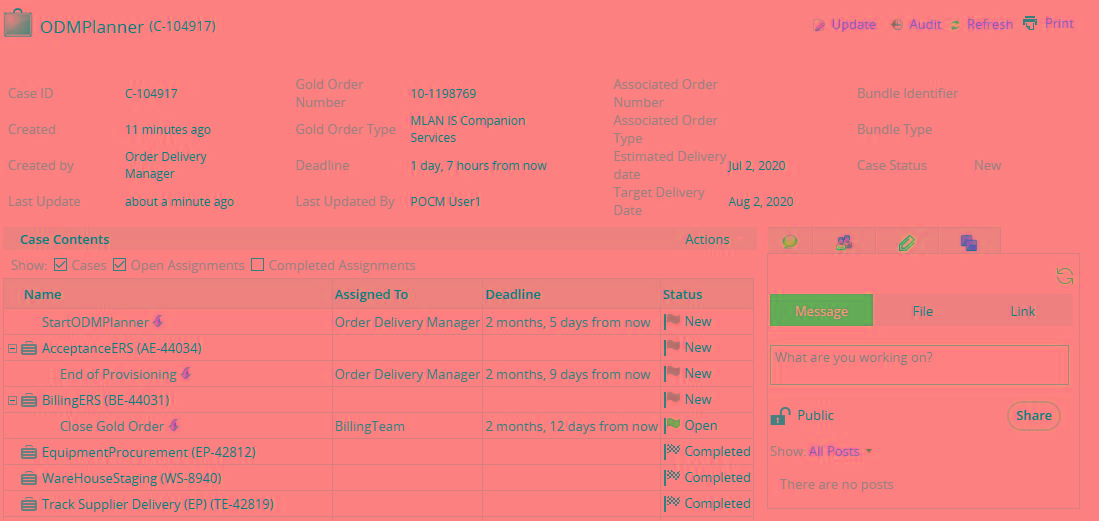 ODMPlanner (C-104917)
Update Audit Refresh Print
Case ID C-104917 Gold Order Number 10-1198769 Associated Order Number Bundle Identifier
Created 11 minutes ago Gold Order Type MLAN IS Companion Services Associated Order Type Bundle Type
Created by Order Delivery Manager Deadline 1 day, 7 hours from now Estimated Delivery date Jul 2, 2020 Case Status New
Last Update about a minute ago Last Updated By POCM User1 Target Delivery Date Aug 2, 2020
Case Contents Actions
Show: Cases Open Assignments Completed Assignments
Name Assigned To Deadline Status
StartODMPlanner Order Delivery Manager 2 months, 5 days from now New
AcceptanceERS (AE-44034) New
End of Provisioning Order Delivery Manager 2 months, 9 days from now New
BillingERS (BE-44031) New
Close Gold Order BillingTeam 2 months, 12 days from now Open
EquipmentProcurement (EP-42812) Completed
WareHouseStaging (WS-8940) Completed
Track Supplier Delivery (EP) (TE-42819) Completed
Message File Link
What are you working on?
Public Share
Show: All Posts
There are no posts